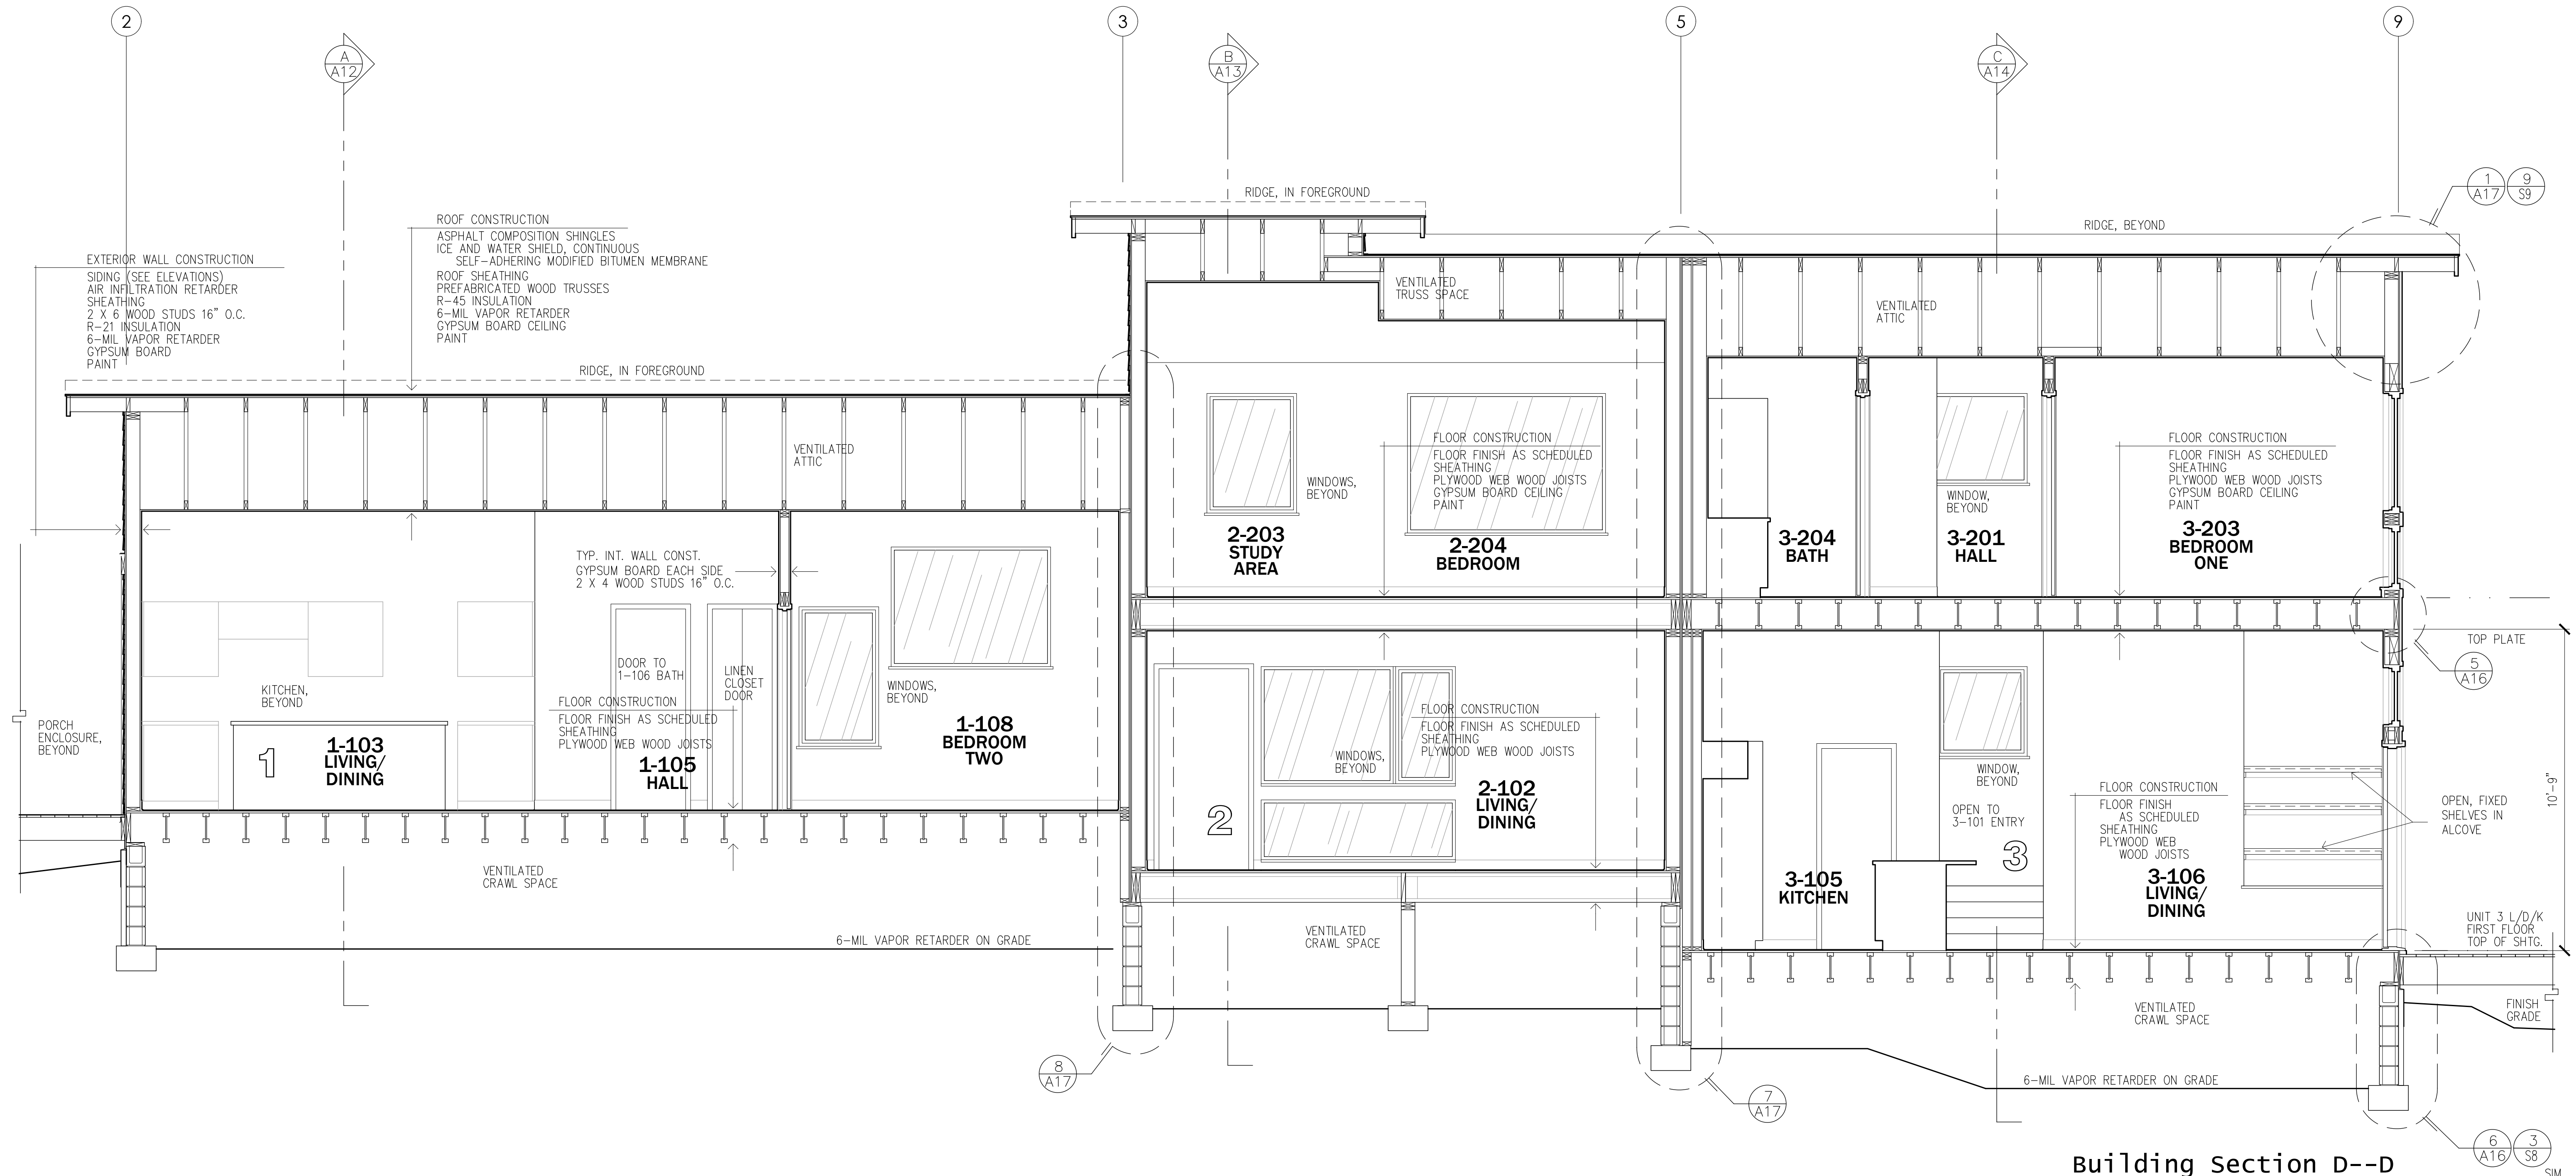 2
3
5
9
A
A12
B
A13
C
A14
1
A17
9
S9
RIDGE, IN FOREGROUND
RIDGE, BEYOND
ROOF CONSTRUCTION
ASPHALT COMPOSITION SHINGLES
ICE AND WATER SHIELD, CONTINUOUS
SELF-ADHERING MODIFIED BITUMEN MEMBRANE
ROOF SHEATHING
PREFABRICATED WOOD TRUSSES
R-45 INSULATION
6-MIL VAPOR RETARDER
GYPSUM BOARD CEILING
PAINT
EXTERIOR WALL CONSTRUCTION
SIDING (SEE ELEVATIONS)
AIR INFILTRATION RETARDER
SHEATHING
2 X 6 WOOD STUDS 16" O.C.
R-21 INSULATION
6-MIL VAPOR RETARDER
GYPSUM BOARD
PAINT
RIDGE, IN FOREGROUND
VENTILATED
TRUSS SPACE
VENTILATED
ATTIC
VENTILATED
ATTIC
WINDOWS,
BEYOND
FLOOR CONSTRUCTION
FLOOR FINISH AS SCHEDULED
SHEATHING
PLYWOOD WEB WOOD JOISTS
GYPSUM BOARD CEILING
PAINT
2-203
STUDY
AREA
2-204
BEDROOM
3-204
BATH
WINDOW,
BEYOND
3-201
HALL
FLOOR CONSTRUCTION
FLOOR FINISH AS SCHEDULED
SHEATHING
PLYWOOD WEB WOOD JOISTS
GYPSUM BOARD CEILING
PAINT
3-203
BEDROOM
ONE
TYP. INT. WALL CONST.
GYPSUM BOARD EACH SIDE
2 X 4 WOOD STUDS 16" O.C.
PORCH
ENCLOSURE,
BEYOND
KITCHEN,
BEYOND
1
1-103
LIVING/
DINING
DOOR TO
1-106 BATH
LINEN
CLOSET
DOOR
FLOOR CONSTRUCTION
FLOOR FINISH AS SCHEDULED
SHEATHING
PLYWOOD WEB WOOD JOISTS
1-105
HALL
WINDOWS,
BEYOND
1-108
BEDROOM
TWO
2
WINDOWS,
BEYOND
FLOOR CONSTRUCTION
FLOOR FINISH AS SCHEDULED
SHEATHING
PLYWOOD WEB WOOD JOISTS
2-102
LIVING/
DINING
3-105
KITCHEN
WINDOW,
BEYOND
OPEN TO
3-101 ENTRY
3
FLOOR CONSTRUCTION
FLOOR FINISH
AS SCHEDULED
SHEATHING
PLYWOOD WEB
WOOD JOISTS
3-106
LIVING/
DINING
TOP PLATE
5
A16
10'-9"
OPEN, FIXED
SHELVES IN
ALCOVE
UNIT 3 L/D/K
FIRST FLOOR
TOP OF SHTG.
FINISH
GRADE
VENTILATED
CRAWL SPACE
6-MIL VAPOR RETARDER ON GRADE
VENTILATED
CRAWL SPACE
VENTILATED
CRAWL SPACE
6-MIL VAPOR RETARDER ON GRADE
8
A17
7
A17
6
A16
3
S8
SIM
Building Section D--D